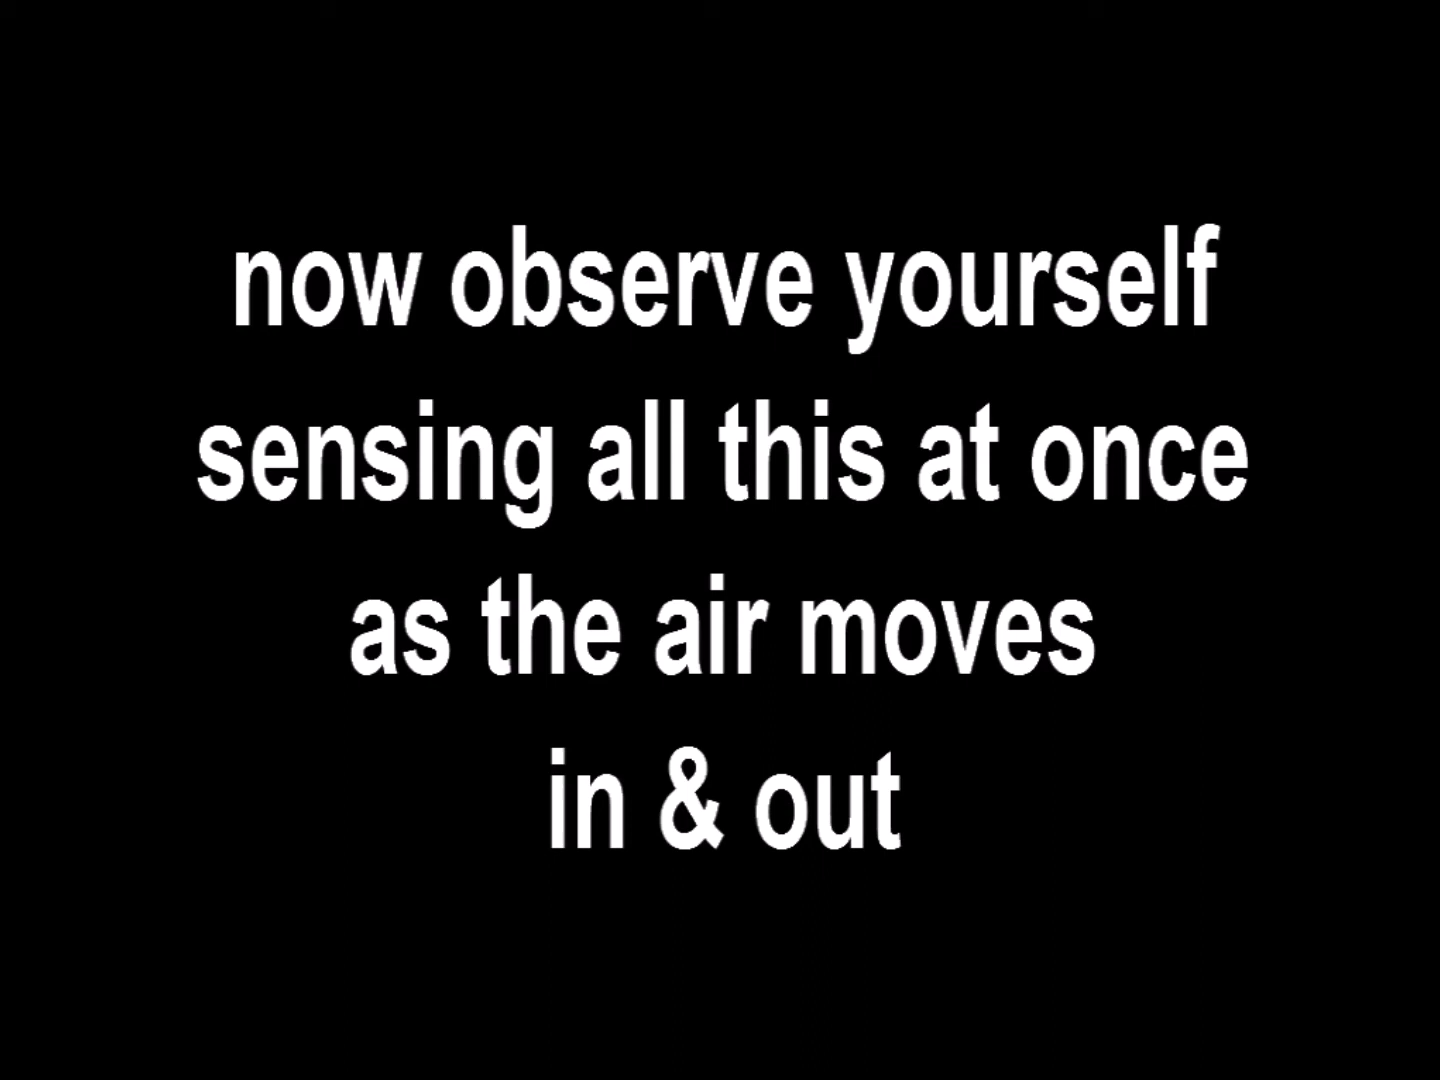 now observe yourself
sensing all this at once
as the air moves
in & out